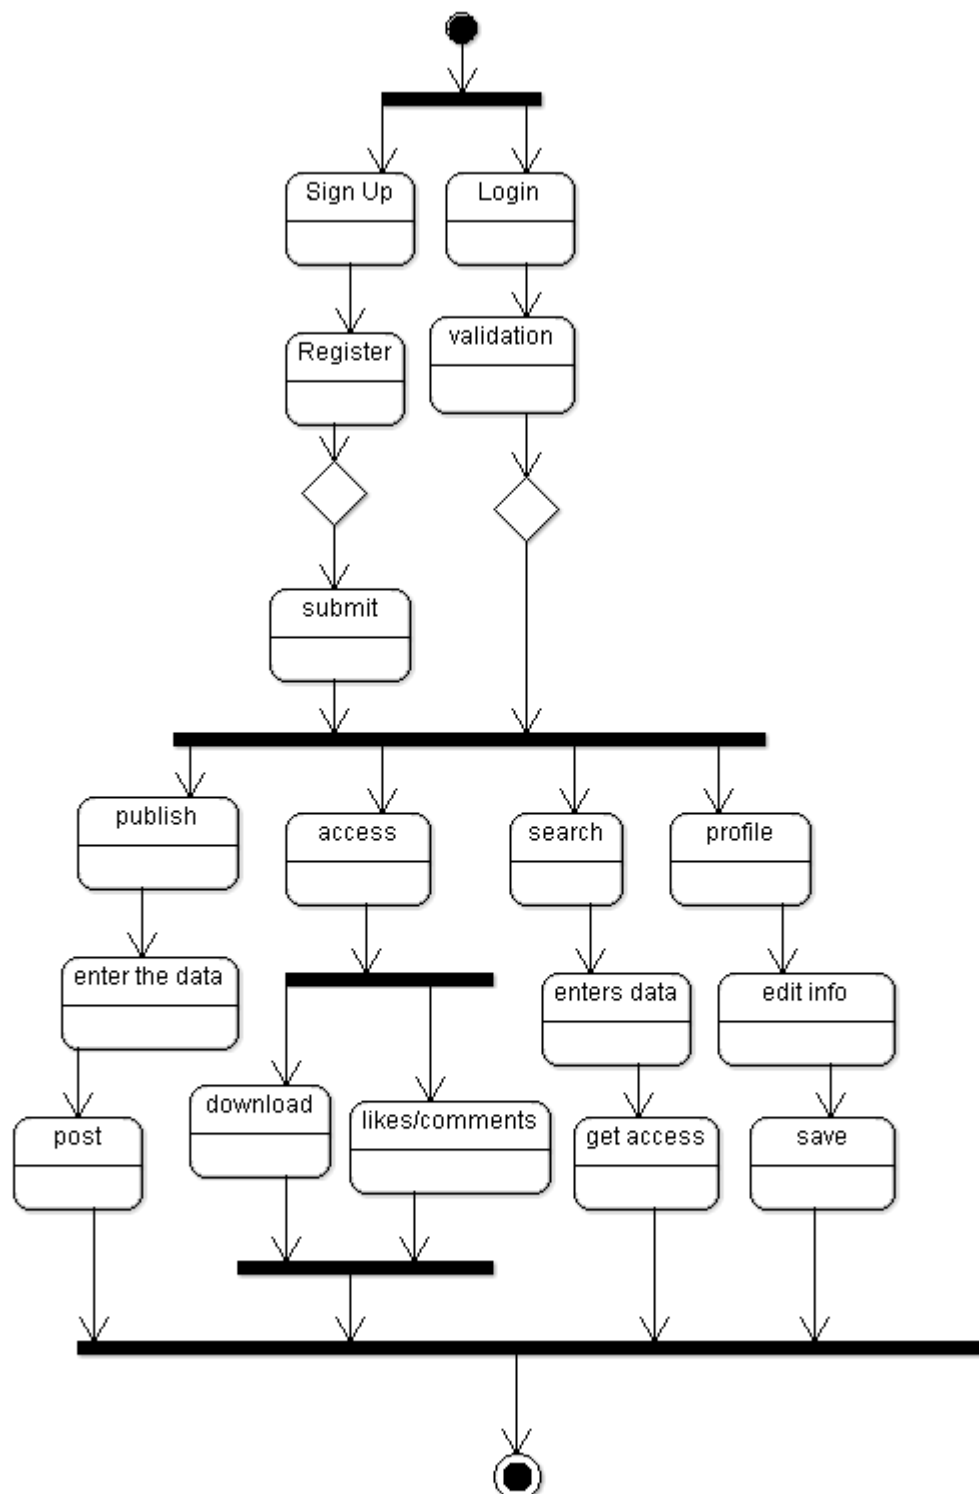 Sign Up
Login
Register
validation
submit
publish
access
search
profile
enter the data
enters data
edit info
download
likes/comments
post
get access
save